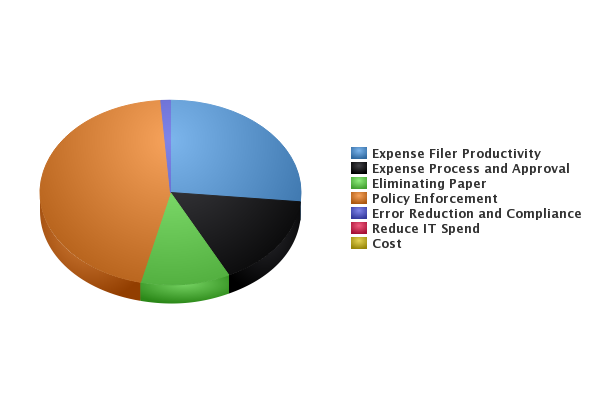 Expense Filer Productivity
Expense Process and Approval
Eliminating Paper
Policy Enforcement
Error Reduction and Compliance
Reduce IT Spend
Cost